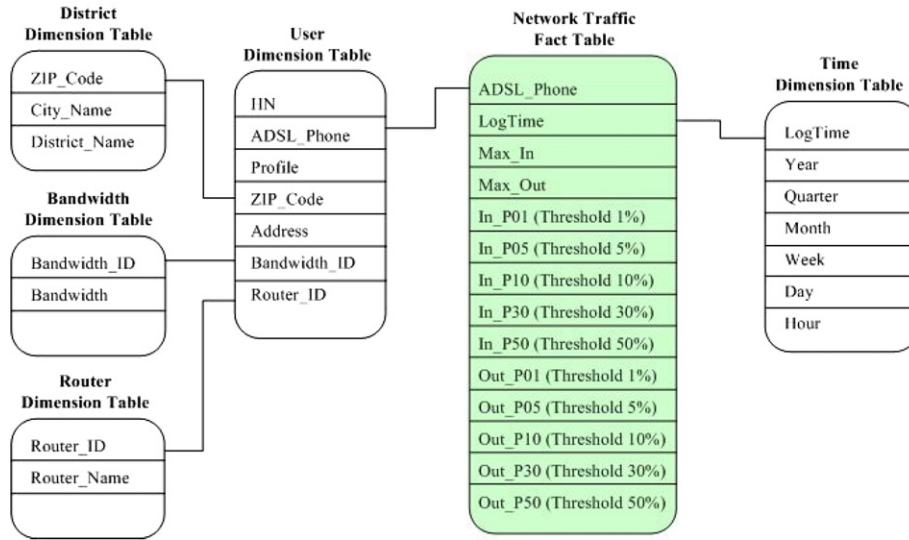 District
Dimension Table
ZIP_Code
City_Name
District_Name
Bandwidth
Dimension Table
Bandwidth_ID
Bandwidth
Router
Dimension Table
Router_ID
Router_Name
User
Dimension Table
HN
ADSL_Phone
Profile
ZIP_Code
Address
Bandwidth_ID
Router_ID
Network Traffic
Fact Table
ADSL_Phone
LogTime
Max_In
Max_Out
In_P01 (Threshold 1%)
In_P05 (Threshold 5%)
In_P10 (Threshold 10%)
In_P30 (Threshold 30%)
In_P50 (Threshold 50%)
Out_P01 (Threshold 1%)
Out_P05 (Threshold 5%)
Out_P10 (Threshold 10%)
Out_P30 (Threshold 30%)
Out_P50 (Threshold 50%)
Time
Dimension Table
LogTime
Year
Quarter
Month
Week
Day
Hour